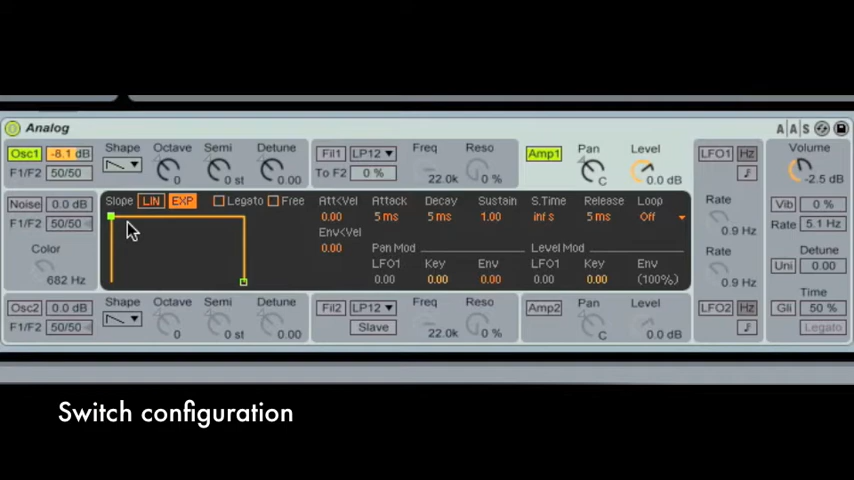 Analog A|A|S
Osc1 -8.1 dB Shape Octave Semi Detune Fil1 LP12 Freq Reso Amp1 Pan Level LFO1 Hz Volume
F1/F2 50/50 0 0 st 0.00 To F2 0 % 22.0k 0 % C 0.0 dB -2.5 dB
Noise 0.0 dB Slope LIN EXP Legato Free Att<Vel Attack Decay Sustain S.Time Release Loop Rate Vib 0 %
F1/F2 50/50 0.00 5 ms 5 ms 1.00 inf s 5 ms Off 0.9 Hz Rate 5.1 Hz
Env<Vel
Color 0.00 Pan Mod Level Mod Rate Detune
LFO1 Key Env LFO1 Key Env Uni 0.00
682 Hz 0.00 0.00 0.00 0.00 0.00 (100%) 0.9 Hz
Osc2 0.0 dB Shape Octave Semi Detune Fil2 LP12 Freq Reso Amp2 Pan Level LFO2 Hz Time
Gli 50 %
F1/F2 50/50 0 0 st 0.00 Slave 22.0k 0 % C 0.0 dB Legato
Switch configuration